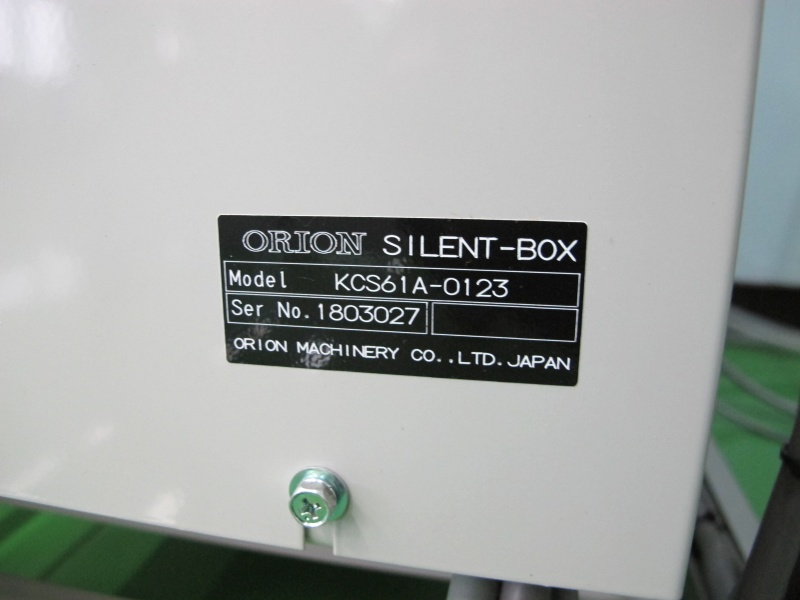 ORION SILENT-BOX
Model KCS61A-0123
Ser No. 1803027
ORION MACHINERY CO.,LTD.JAPAN